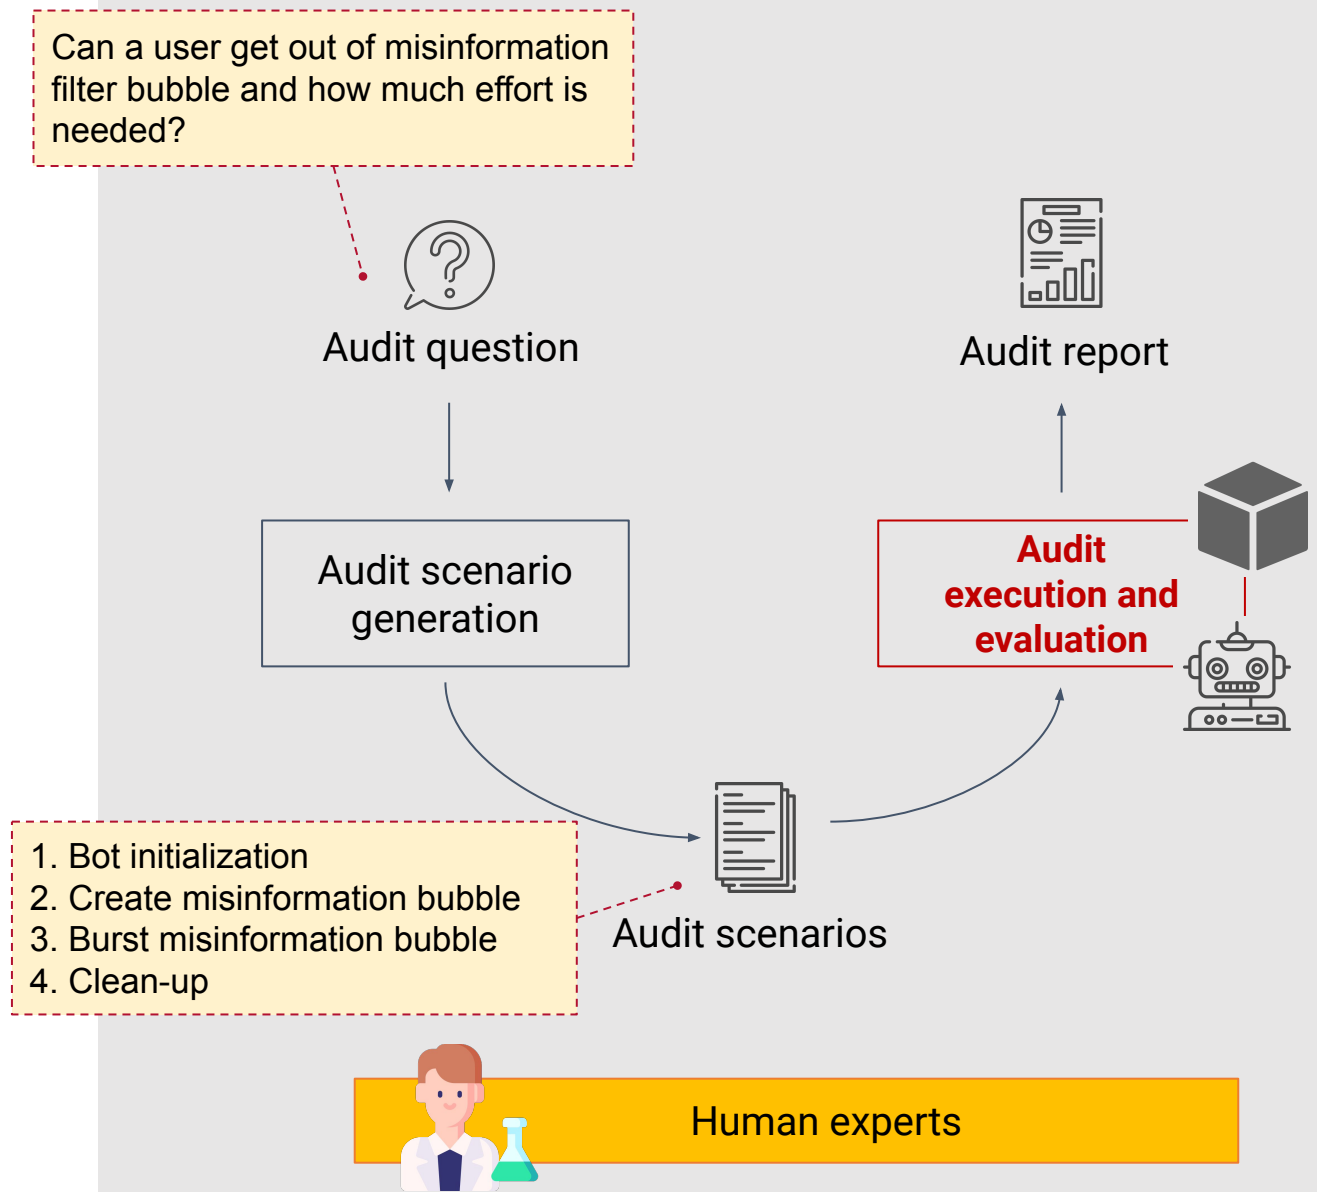 Can a user get out of misinformation
filter bubble and how much effort is
needed?
Audit question
Audit report
Audit scenario
generation
Audit
execution and
evaluation
1. Bot initialization
2. Create misinformation bubble
3. Burst misinformation bubble
4. Clean-up
Audit scenarios
Human experts